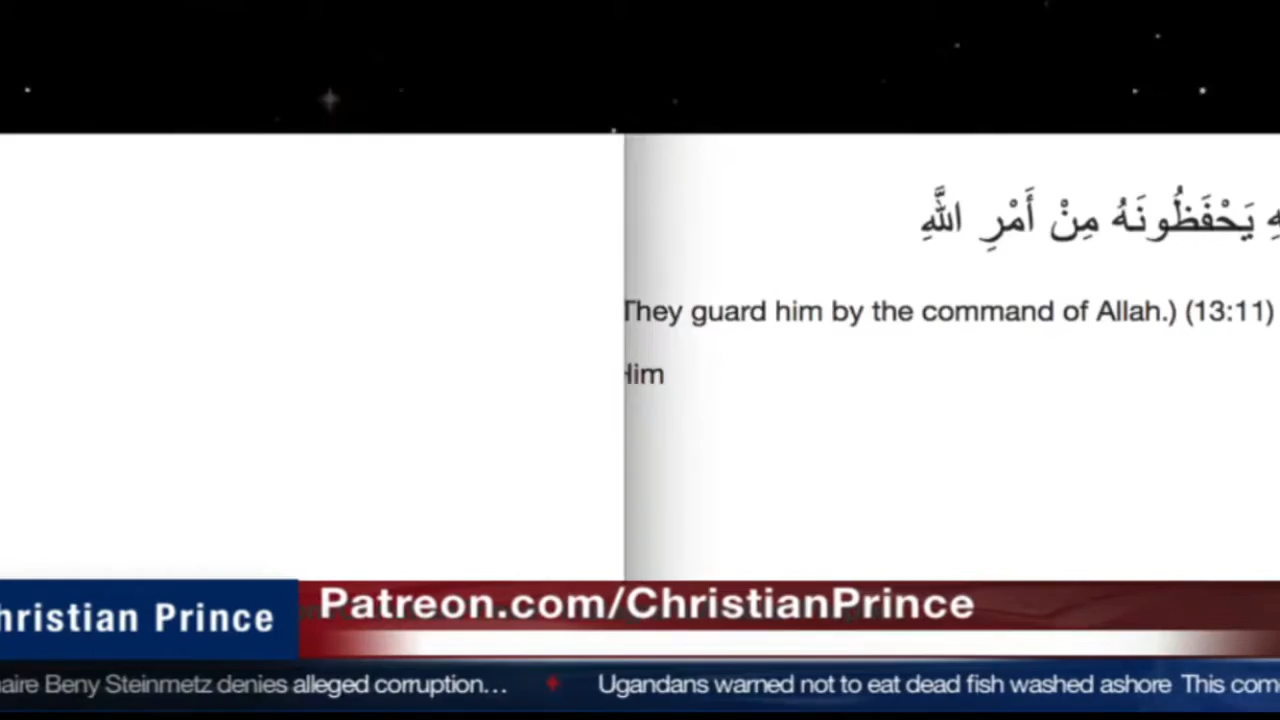 يَحْفَظُونَهُ مِنْ أَمْرِ اللَّهِ
They guard him by the command of Allah.) (13:11)
Him
hristian Prince
Patreon.com/ChristianPrince
aire Beny Steinmetz denies alleged corruption… Ugandans warned not to eat dead fish washed ashore This com